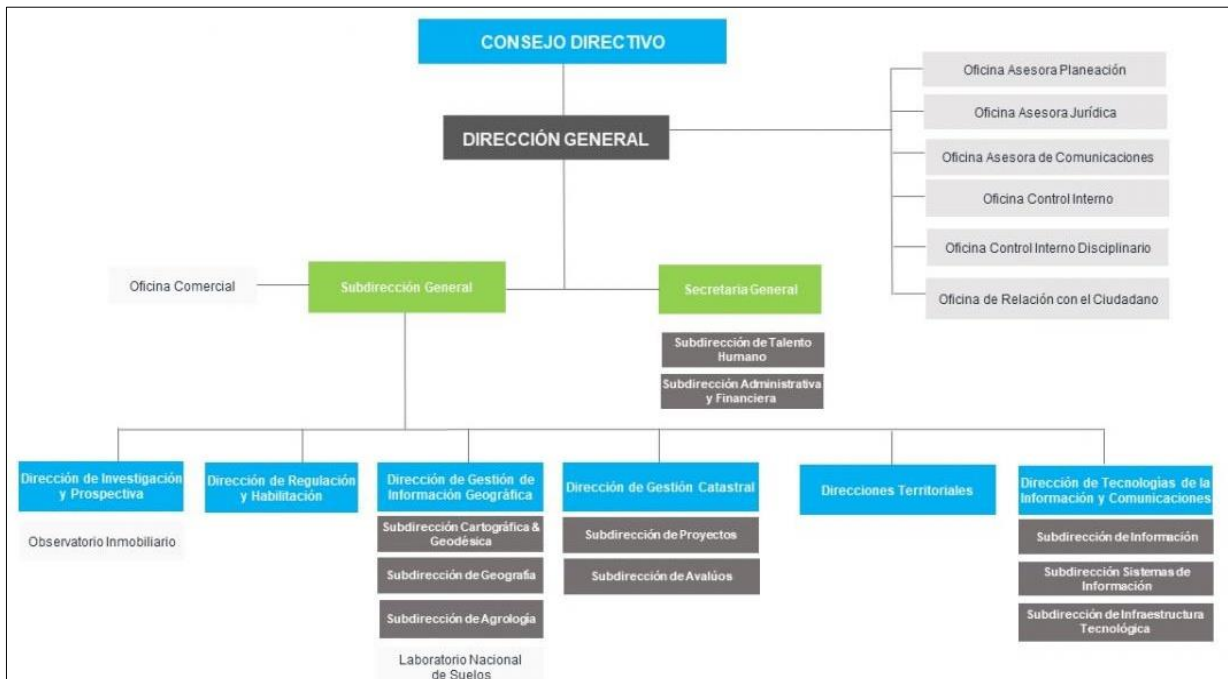 CONSEJO DIRECTIVO
DIRECCIÓN GENERAL
Oficina Asesora Planeación
Oficina Asesora Jurídica
Oficina Asesora de Comunicaciones
Oficina Control Interno
Oficina Control Interno Disciplinario
Oficina de Relación con el Ciudadano
Oficina Comercial
Subdirección General
Secretaria General
Subdirección de Talento
Humano
Subdirección Administrativa
y Financiera
Dirección de Investigación
y Prospectiva
Observatorio Inmobiliario
Dirección de Regulación
y Habilitación
Dirección de Gestión de
Información Geográfica
Subdirección Cartográfica &
Geodésica
Subdirección de Geografía
Subdirección de Agrología
Laboratorio Nacional
de Suelos
Dirección de Gestión Catastral
Subdirección de Proyectos
Subdirección de Avalúos
Direcciones Territoriales
Dirección de Tecnologías de la
Información y Comunicaciones
Subdirección de Información
Subdirección Sistemas de
Información
Subdirección de Infraestructura
Tecnológica